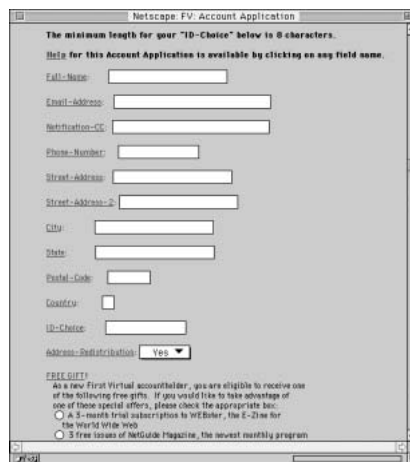 Netscape: FV: Account Application
The minimum length for your "ID-Choice" below is 8 characters.
Help for this Account Application is available by clicking on any field name.
Full-Name:
Email-Address:
Notification-CC:
Phone-Number:
Street-Address:
Street-Address-2:
City:
State:
Postal-Code:
Country:
ID-Choice:
Address-Redistribution: Yes
FREE GIFT!
As a new First Virtual accountholder, you are eligible to receive one
of the following free gifts. If you would like to take advantage of
one of these special offers, please check the appropriate box:
A 3-month trial subscription to WEBster, the E-Zine for
the World Wide Web
3 free issues of NetGuide Magazine, the newest monthly program